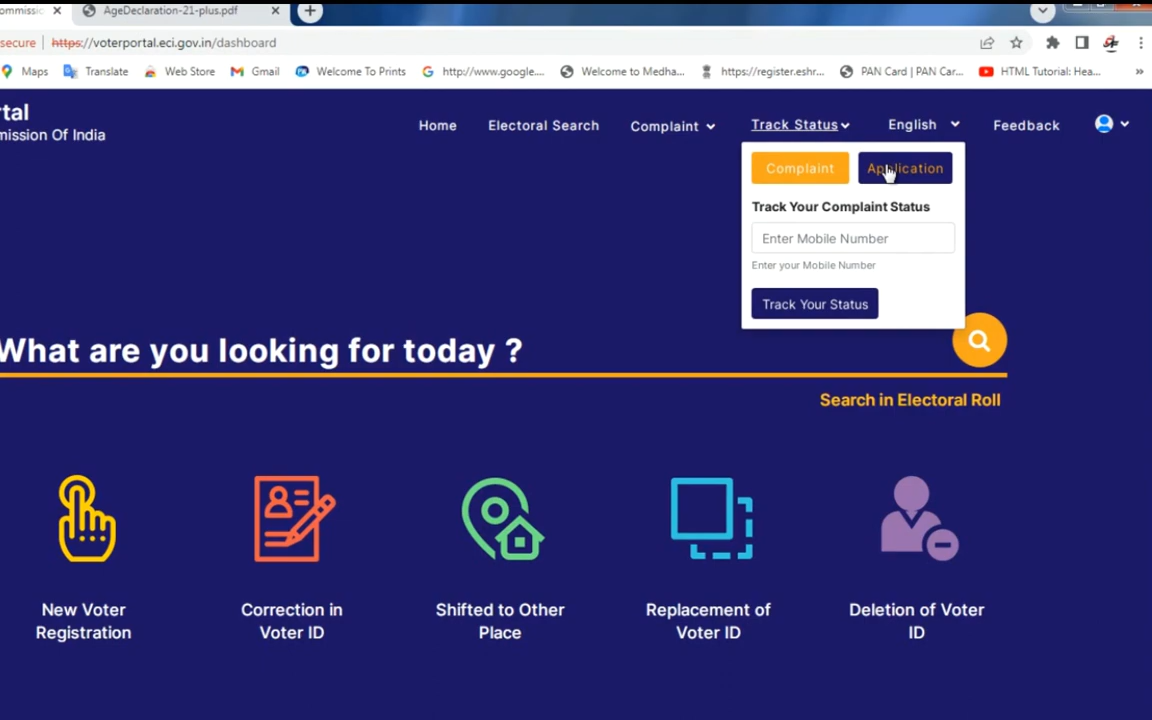 ommissic
AgeDeclaration-21-plus.pdf
secure https://voterportal.eci.gov.in/dashboard
Maps Translate Web Store Gmail Welcome To Prints http://www.google.... Welcome to Medha... https://register.eshr... PAN Card | PAN Car... HTML Tutorial: Hea... »
tal
mission Of India
Home Electoral Search Complaint Track Status English Feedback
Complaint Application
Track Your Complaint Status
Enter Mobile Number
Enter your Mobile Number
Track Your Status
What are you looking for today ?
Search in Electoral Roll
New Voter
Registration
Correction in
Voter ID
Shifted to Other
Place
Replacement of
Voter ID
Deletion of Voter
ID